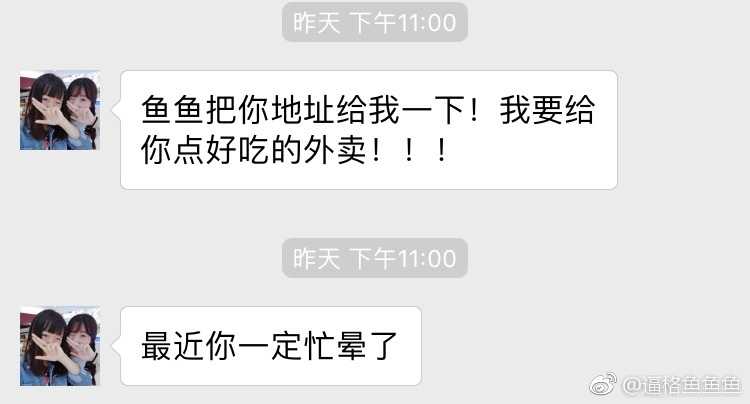 昨天 下午11:00
鱼鱼把你地址给我一下！我要给
你点好吃的外卖！！！
昨天 下午11:00
最近你一定忙晕了
@逼格鱼鱼鱼